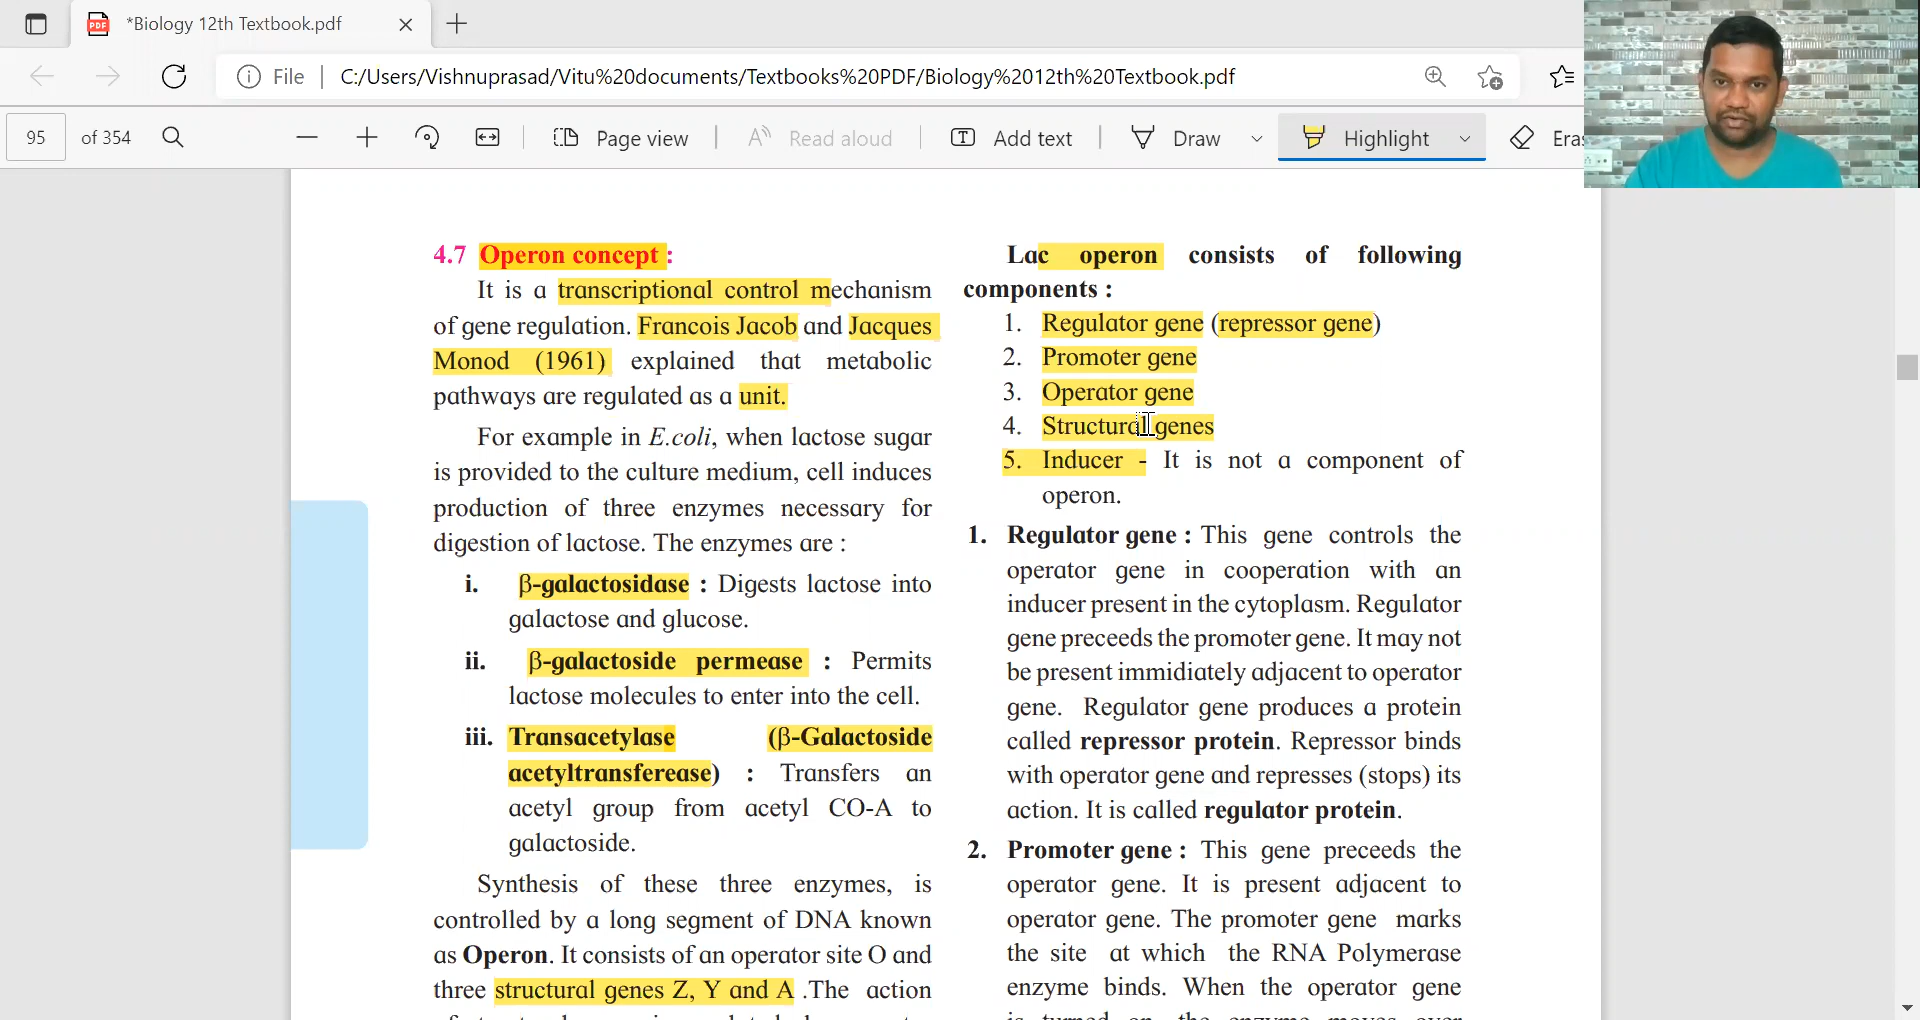 *Biology 12th Textbook.pdf
File
C:/Users/Vishnuprasad/Vitu%20documents/Textbooks%20PDF/Biology%2012th%20Textbook.pdf
95 of 354
Page view
Read aloud
Add text
Draw
Highlight
Eras
4.7 Operon concept :
It is a transcriptional control mechanism
of gene regulation. Francois Jacob and Jacques
Monod (1961) explained that metabolic
pathways are regulated as a unit.
For example in E.coli, when lactose sugar
is provided to the culture medium, cell induces
production of three enzymes necessary for
digestion of lactose. The enzymes are :
i. β-galactosidase : Digests lactose into
galactose and glucose.
ii. β-galactoside permease : Permits
lactose molecules to enter into the cell.
iii. Transacetylase (β-Galactoside
acetyltransferease) : Transfers an
acetyl group from acetyl CO-A to
galactoside.
Synthesis of these three enzymes, is
controlled by a long segment of DNA known
as Operon. It consists of an operator site O and
three structural genes Z, Y and A .The action
Lac operon consists of following
components :
1. Regulator gene (repressor gene)
2. Promoter gene
3. Operator gene
4. Structural genes
5. Inducer - It is not a component of
operon.
1. Regulator gene : This gene controls the
operator gene in cooperation with an
inducer present in the cytoplasm. Regulator
gene preceeds the promoter gene. It may not
be present immidiately adjacent to operator
gene. Regulator gene produces a protein
called repressor protein. Repressor binds
with operator gene and represses (stops) its
action. It is called regulator protein.
2. Promoter gene : This gene preceeds the
operator gene. It is present adjacent to
operator gene. The promoter gene marks
the site at which the RNA Polymerase
enzyme binds. When the operator gene
is turned on, the enzyme moves over